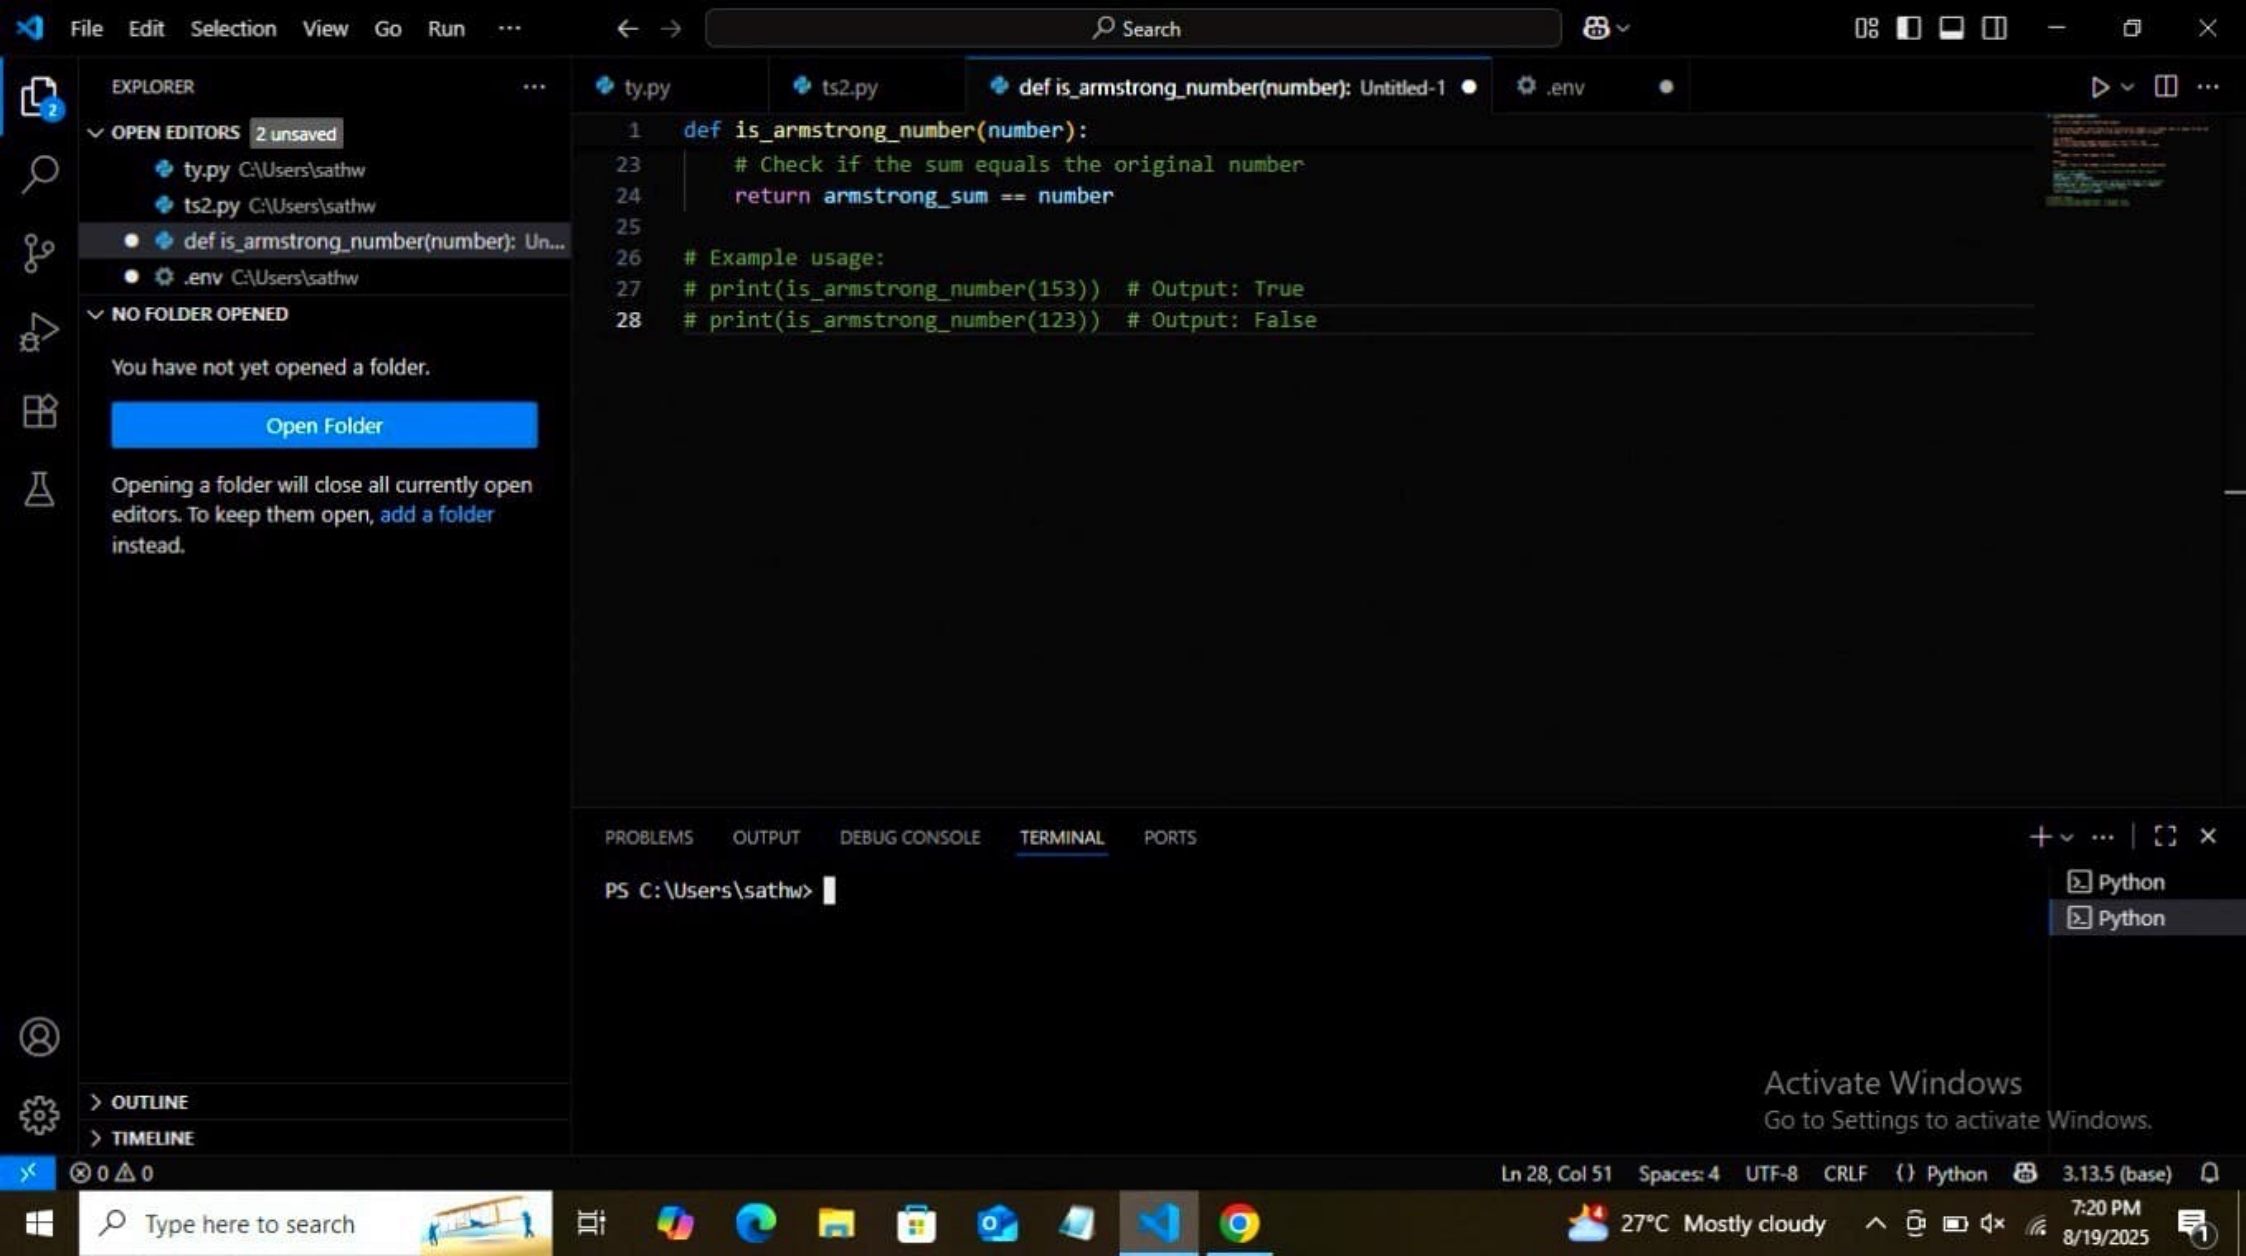 File Edit Selection View Go Run ···
Search
EXPLORER ···
OPEN EDITORS 2 unsaved
ty.py C:\Users\sathw
ts2.py C:\Users\sathw
def is_armstrong_number(number): Un...
.env C:\Users\sathw
NO FOLDER OPENED
You have not yet opened a folder.
Open Folder
Opening a folder will close all currently open
editors. To keep them open, add a folder
instead.
OUTLINE
TIMELINE
2
ty.py ts2.py def is_armstrong_number(number): Untitled-1 .env ···
1 def is_armstrong_number(number):
23 # Check if the sum equals the original number
24 return armstrong_sum == number
25
26 # Example usage:
27 # print(is_armstrong_number(153)) # Output: True
28 # print(is_armstrong_number(123)) # Output: False
PROBLEMS OUTPUT DEBUG CONSOLE TERMINAL PORTS ···
PS C:\Users\sathw>
Python
Python
Activate Windows
Go to Settings to activate Windows.
0 0 Ln 28, Col 51 Spaces: 4 UTF-8 CRLF {} Python 3.13.5 (base)
Type here to search 4 27°C Mostly cloudy 7:20 PM
8/19/2025 1